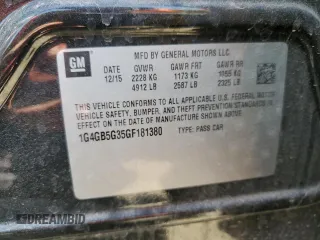 GM
MFD BY GENERAL MOTORS LLC.
DATE GVWR GAWR FRT GAWR RR
12/15 2228 KG 1173 KG 1055 KG
4912 LB 2587 LB 2325 LB
THIS VEHICLE CONFORMS TO ALL APPLICABLE U.S. FEDERAL MOTOR
VEHICLE SAFETY, BUMPER, AND THEFT PREVENTION STANDARDS IN
EFFECT ON THE DATE OF MANUFACTURE SHOWN ABOVE.
1G4GB5G35GF181380 TYPE: PASS CAR
DREAMBID